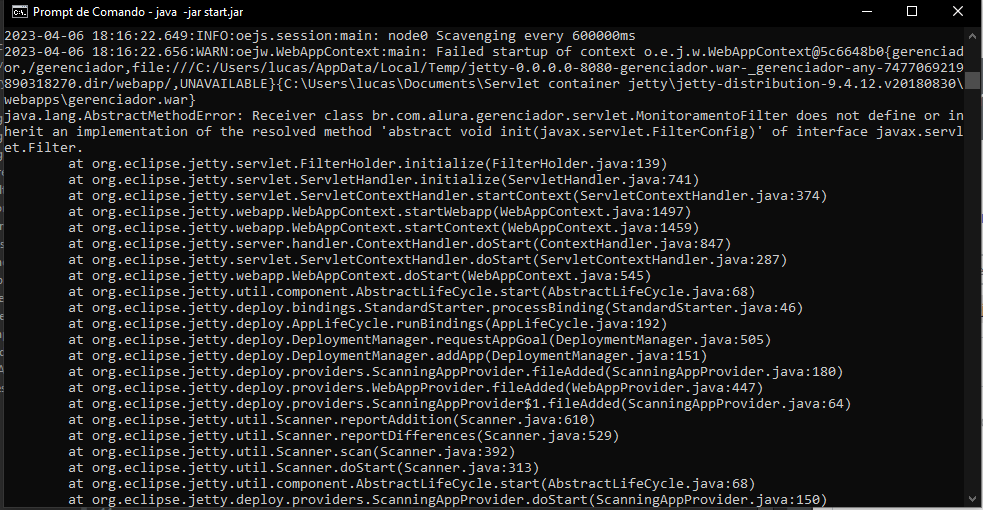 Prompt de Comando - java -jar start.jar
2023-04-06 18:16:22.649:INFO:oejs.session:main: node0 Scavenging every 600000ms
2023-04-06 18:16:22.656:WARN:oejw.WebAppContext:main: Failed startup of context o.e.j.w.WebAppContext@5c6648b0{gerenciad
or,/gerenciador,file:///C:/Users/lucas/AppData/Local/Temp/jetty-0.0.0.0-8080-gerenciador.war-_gerenciador-any-7477069219
890318270.dir/webapp/,UNAVAILABLE}{C:\Users\lucas\Documents\Servlet container jetty\jetty-distribution-9.4.12.v20180830\
webapps\gerenciador.war}
java.lang.AbstractMethodError: Receiver class br.com.alura.gerenciador.servlet.MonitoramentoFilter does not define or in
herit an implementation of the resolved method 'abstract void init(javax.servlet.FilterConfig)' of interface javax.servl
et.Filter.
at org.eclipse.jetty.servlet.FilterHolder.initialize(FilterHolder.java:139)
at org.eclipse.jetty.servlet.ServletHandler.initialize(ServletHandler.java:741)
at org.eclipse.jetty.servlet.ServletContextHandler.startContext(ServletContextHandler.java:374)
at org.eclipse.jetty.webapp.WebAppContext.startWebapp(WebAppContext.java:1497)
at org.eclipse.jetty.webapp.WebAppContext.startContext(WebAppContext.java:1459)
at org.eclipse.jetty.server.handler.ContextHandler.doStart(ContextHandler.java:847)
at org.eclipse.jetty.servlet.ServletContextHandler.doStart(ServletContextHandler.java:287)
at org.eclipse.jetty.webapp.WebAppContext.doStart(WebAppContext.java:545)
at org.eclipse.jetty.util.component.AbstractLifeCycle.start(AbstractLifeCycle.java:68)
at org.eclipse.jetty.deploy.bindings.StandardStarter.processBinding(StandardStarter.java:46)
at org.eclipse.jetty.deploy.AppLifeCycle.runBindings(AppLifeCycle.java:192)
at org.eclipse.jetty.deploy.DeploymentManager.requestAppGoal(DeploymentManager.java:505)
at org.eclipse.jetty.deploy.DeploymentManager.addApp(DeploymentManager.java:151)
at org.eclipse.jetty.deploy.providers.ScanningAppProvider.fileAdded(ScanningAppProvider.java:180)
at org.eclipse.jetty.deploy.providers.WebAppProvider.fileAdded(WebAppProvider.java:447)
at org.eclipse.jetty.deploy.providers.ScanningAppProvider$1.fileAdded(ScanningAppProvider.java:64)
at org.eclipse.jetty.util.Scanner.reportAddition(Scanner.java:610)
at org.eclipse.jetty.util.Scanner.reportDifferences(Scanner.java:529)
at org.eclipse.jetty.util.Scanner.scan(Scanner.java:392)
at org.eclipse.jetty.util.Scanner.doStart(Scanner.java:313)
at org.eclipse.jetty.util.component.AbstractLifeCycle.start(AbstractLifeCycle.java:68)
at org.eclipse.jetty.deploy.providers.ScanningAppProvider.doStart(ScanningAppProvider.java:150)